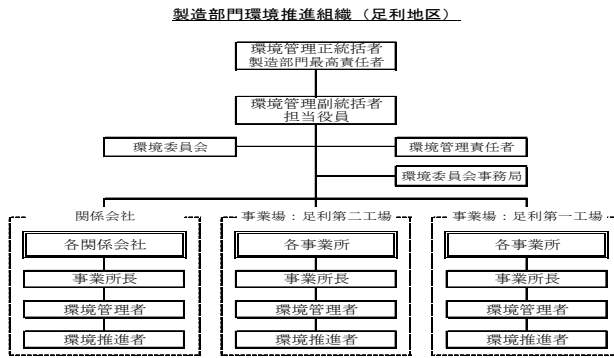 製造部門環境推進組織（足利地区）
環境管理正統括者
製造部門最高責任者
環境管理副統括者
担当役員
環境委員会
環境管理責任者
環境委員会事務局
関係会社
各関係会社
事業所長
環境管理者
環境推進者
事業場：足利第二工場
各事業所
事業所長
環境管理者
環境推進者
事業場：足利第一工場
各事業所
事業所長
環境管理者
環境推進者